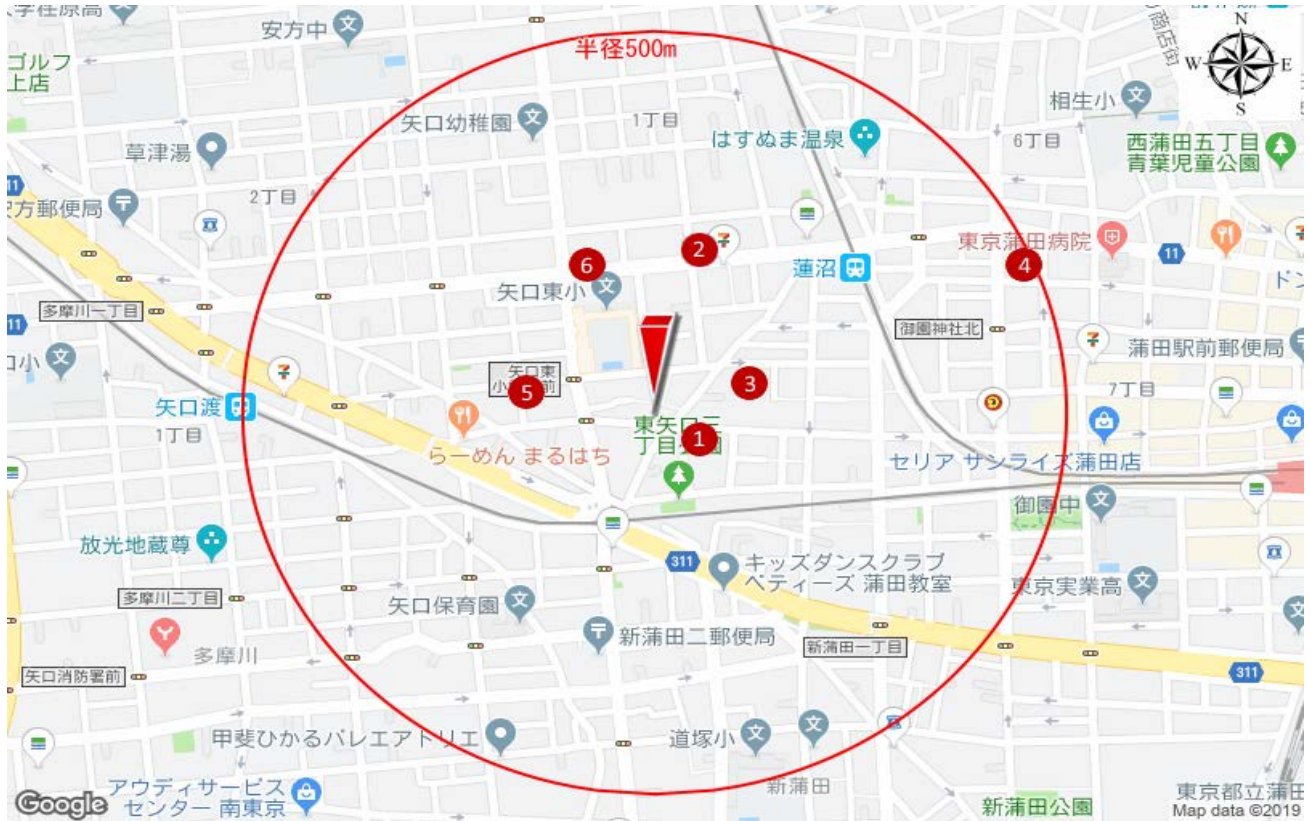 安方中
半径500m
N
W
E
S
ゴルフ
上店
矢口幼稚園
1丁目
はすぬま温泉
相生小
6丁目
西蒲田五丁目
青葉児童公園
草津湯
2丁目
方郵便局
6
2
蓮沼
東京蒲田病院
4
11
矢口東小
多摩川一丁目
御園神社北
11
蒲田駅前郵便局
矢口渡
1丁目
5
3
7丁目
らーめん まるはち
東矢口三
1
セリア サンライズ蒲田店
御園中
放光地蔵尊
311
キッズダンスクラブ
ベティーズ 蒲田教室
東京実業高
多摩川二丁目
矢口保育園
新蒲田二郵便局
新蒲田一丁目
多摩川
矢口消防署前
311
甲斐ひかるバレエアトリエ
道塚小
新蒲田
アウディサービス
センター 南東京
新蒲田公園
東京都立蒲田
Google
Map data ©2019